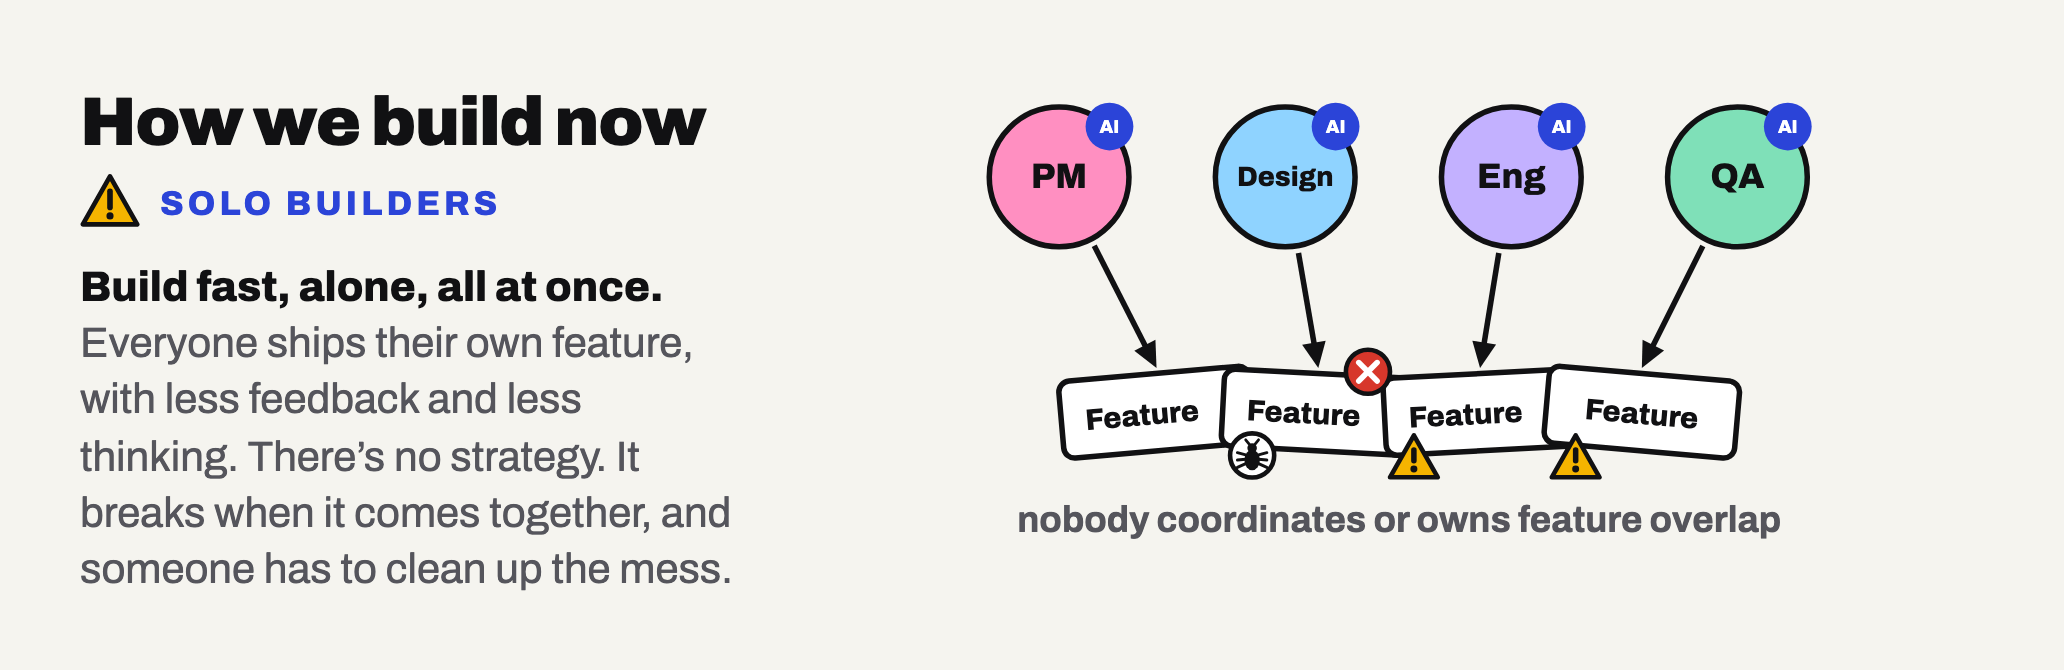 How we build now
SOLO BUILDERS
Build fast, alone, all at once.
Everyone ships their own feature,
with less feedback and less
thinking. There’s no strategy. It
breaks when it comes together, and
someone has to clean up the mess.
AI
AI
AI
AI
PM
Design
Eng
QA
Feature
Feature
Feature
Feature
nobody coordinates or owns feature overlap